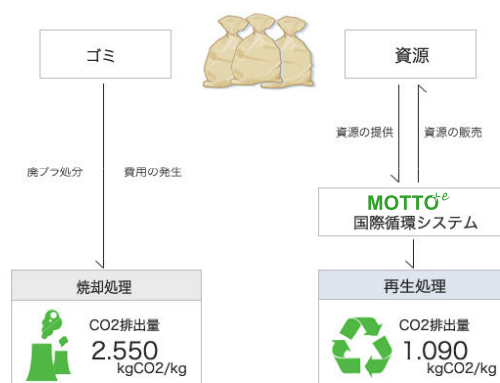 ゴミ
資源
廃プラ処分
費用の発生
資源の提供
資源の販売
MOTTO+e
国際循環システム
焼却処理
CO2排出量
2.550
kgCO2/kg
再生処理
CO2排出量
1.090
kgCO2/kg